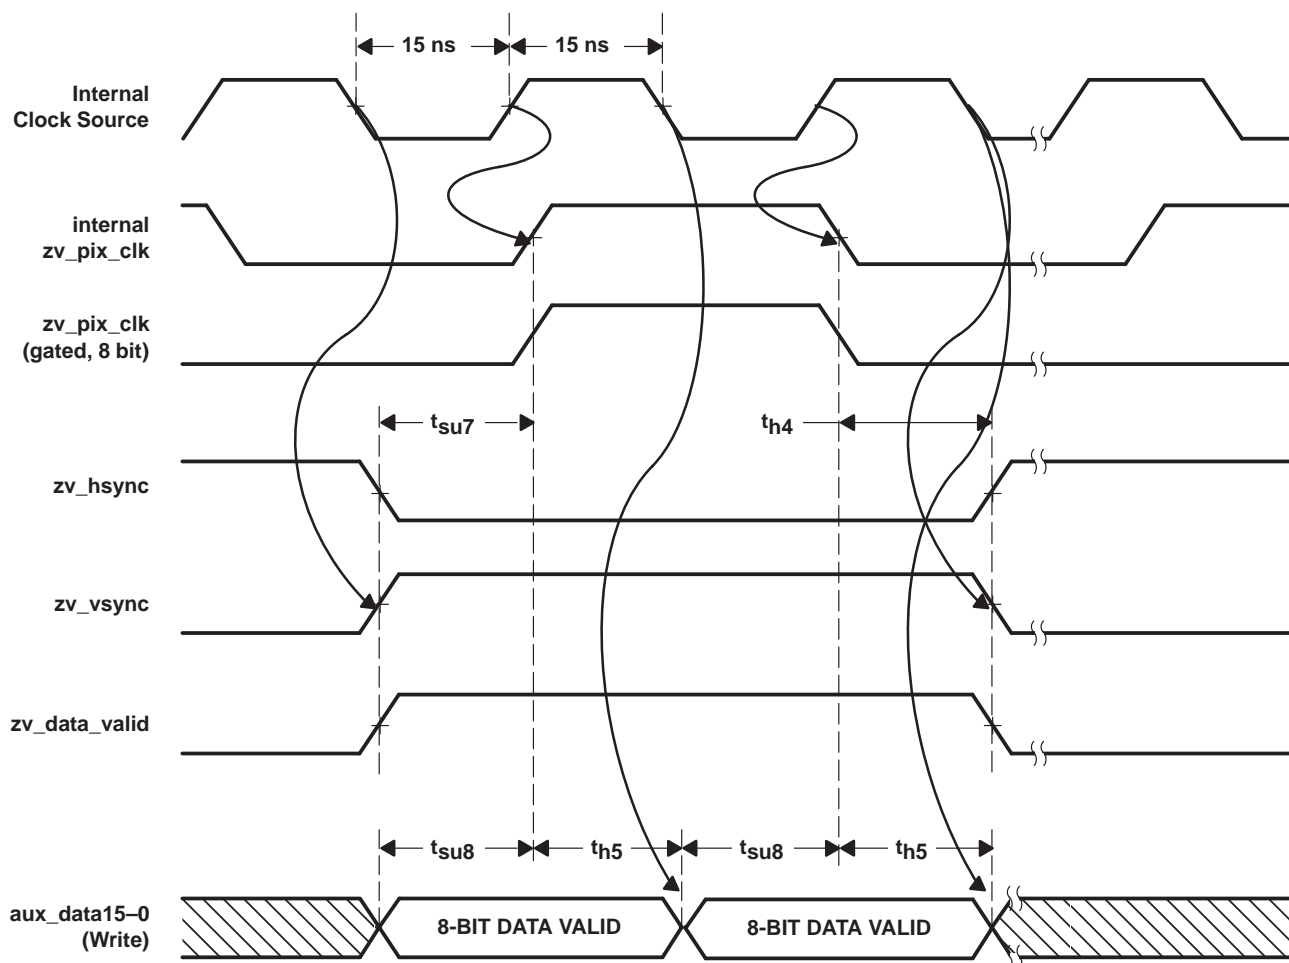 15 ns 15 ns
Internal
Clock Source
internal
zv_pix_clk
zv_pix_clk
(gated, 8 bit)
tsu7 th4
zv_hsync
zv_vsync
zv_data_valid
tsu8 th5 tsu8 th5
aux_data15–0
(Write)
8-BIT DATA VALID 8-BIT DATA VALID